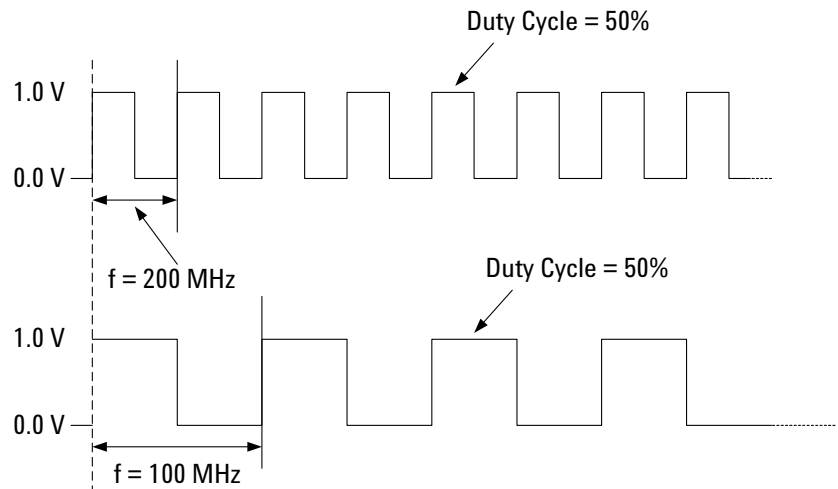 Duty Cycle = 50%
1.0 V
0.0 V
f = 200 MHz
Duty Cycle = 50%
1.0 V
0.0 V
f = 100 MHz